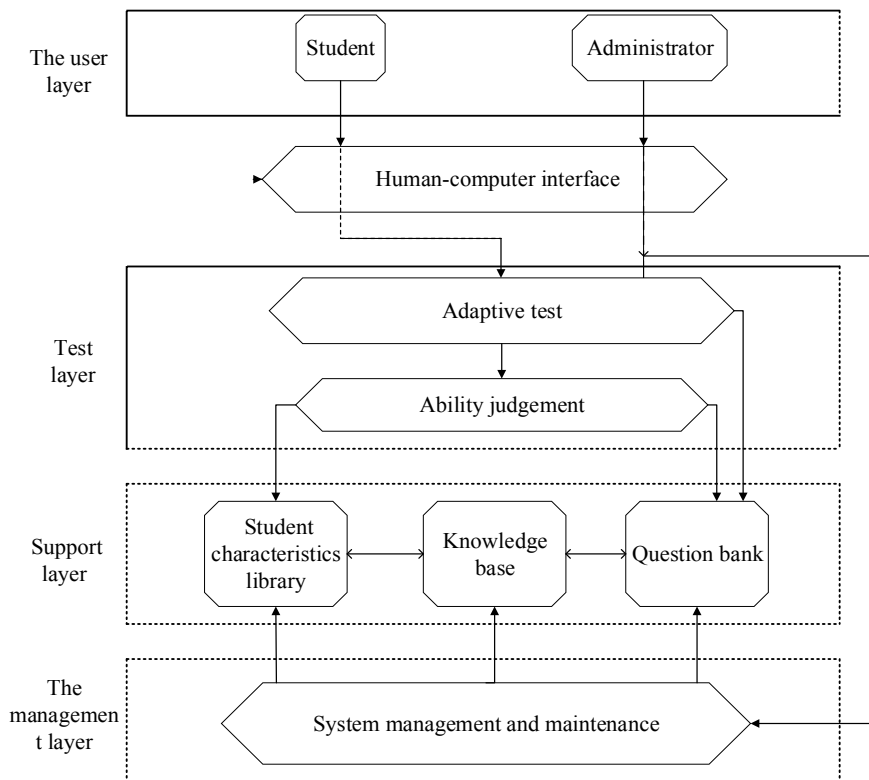 The user
layer
Student
Administrator
Human-computer interface
Test
layer
Adaptive test
Ability judgement
Support
layer
Student
characteristics
library
Knowledge
base
Question bank
The
managemen
t layer
System management and maintenance